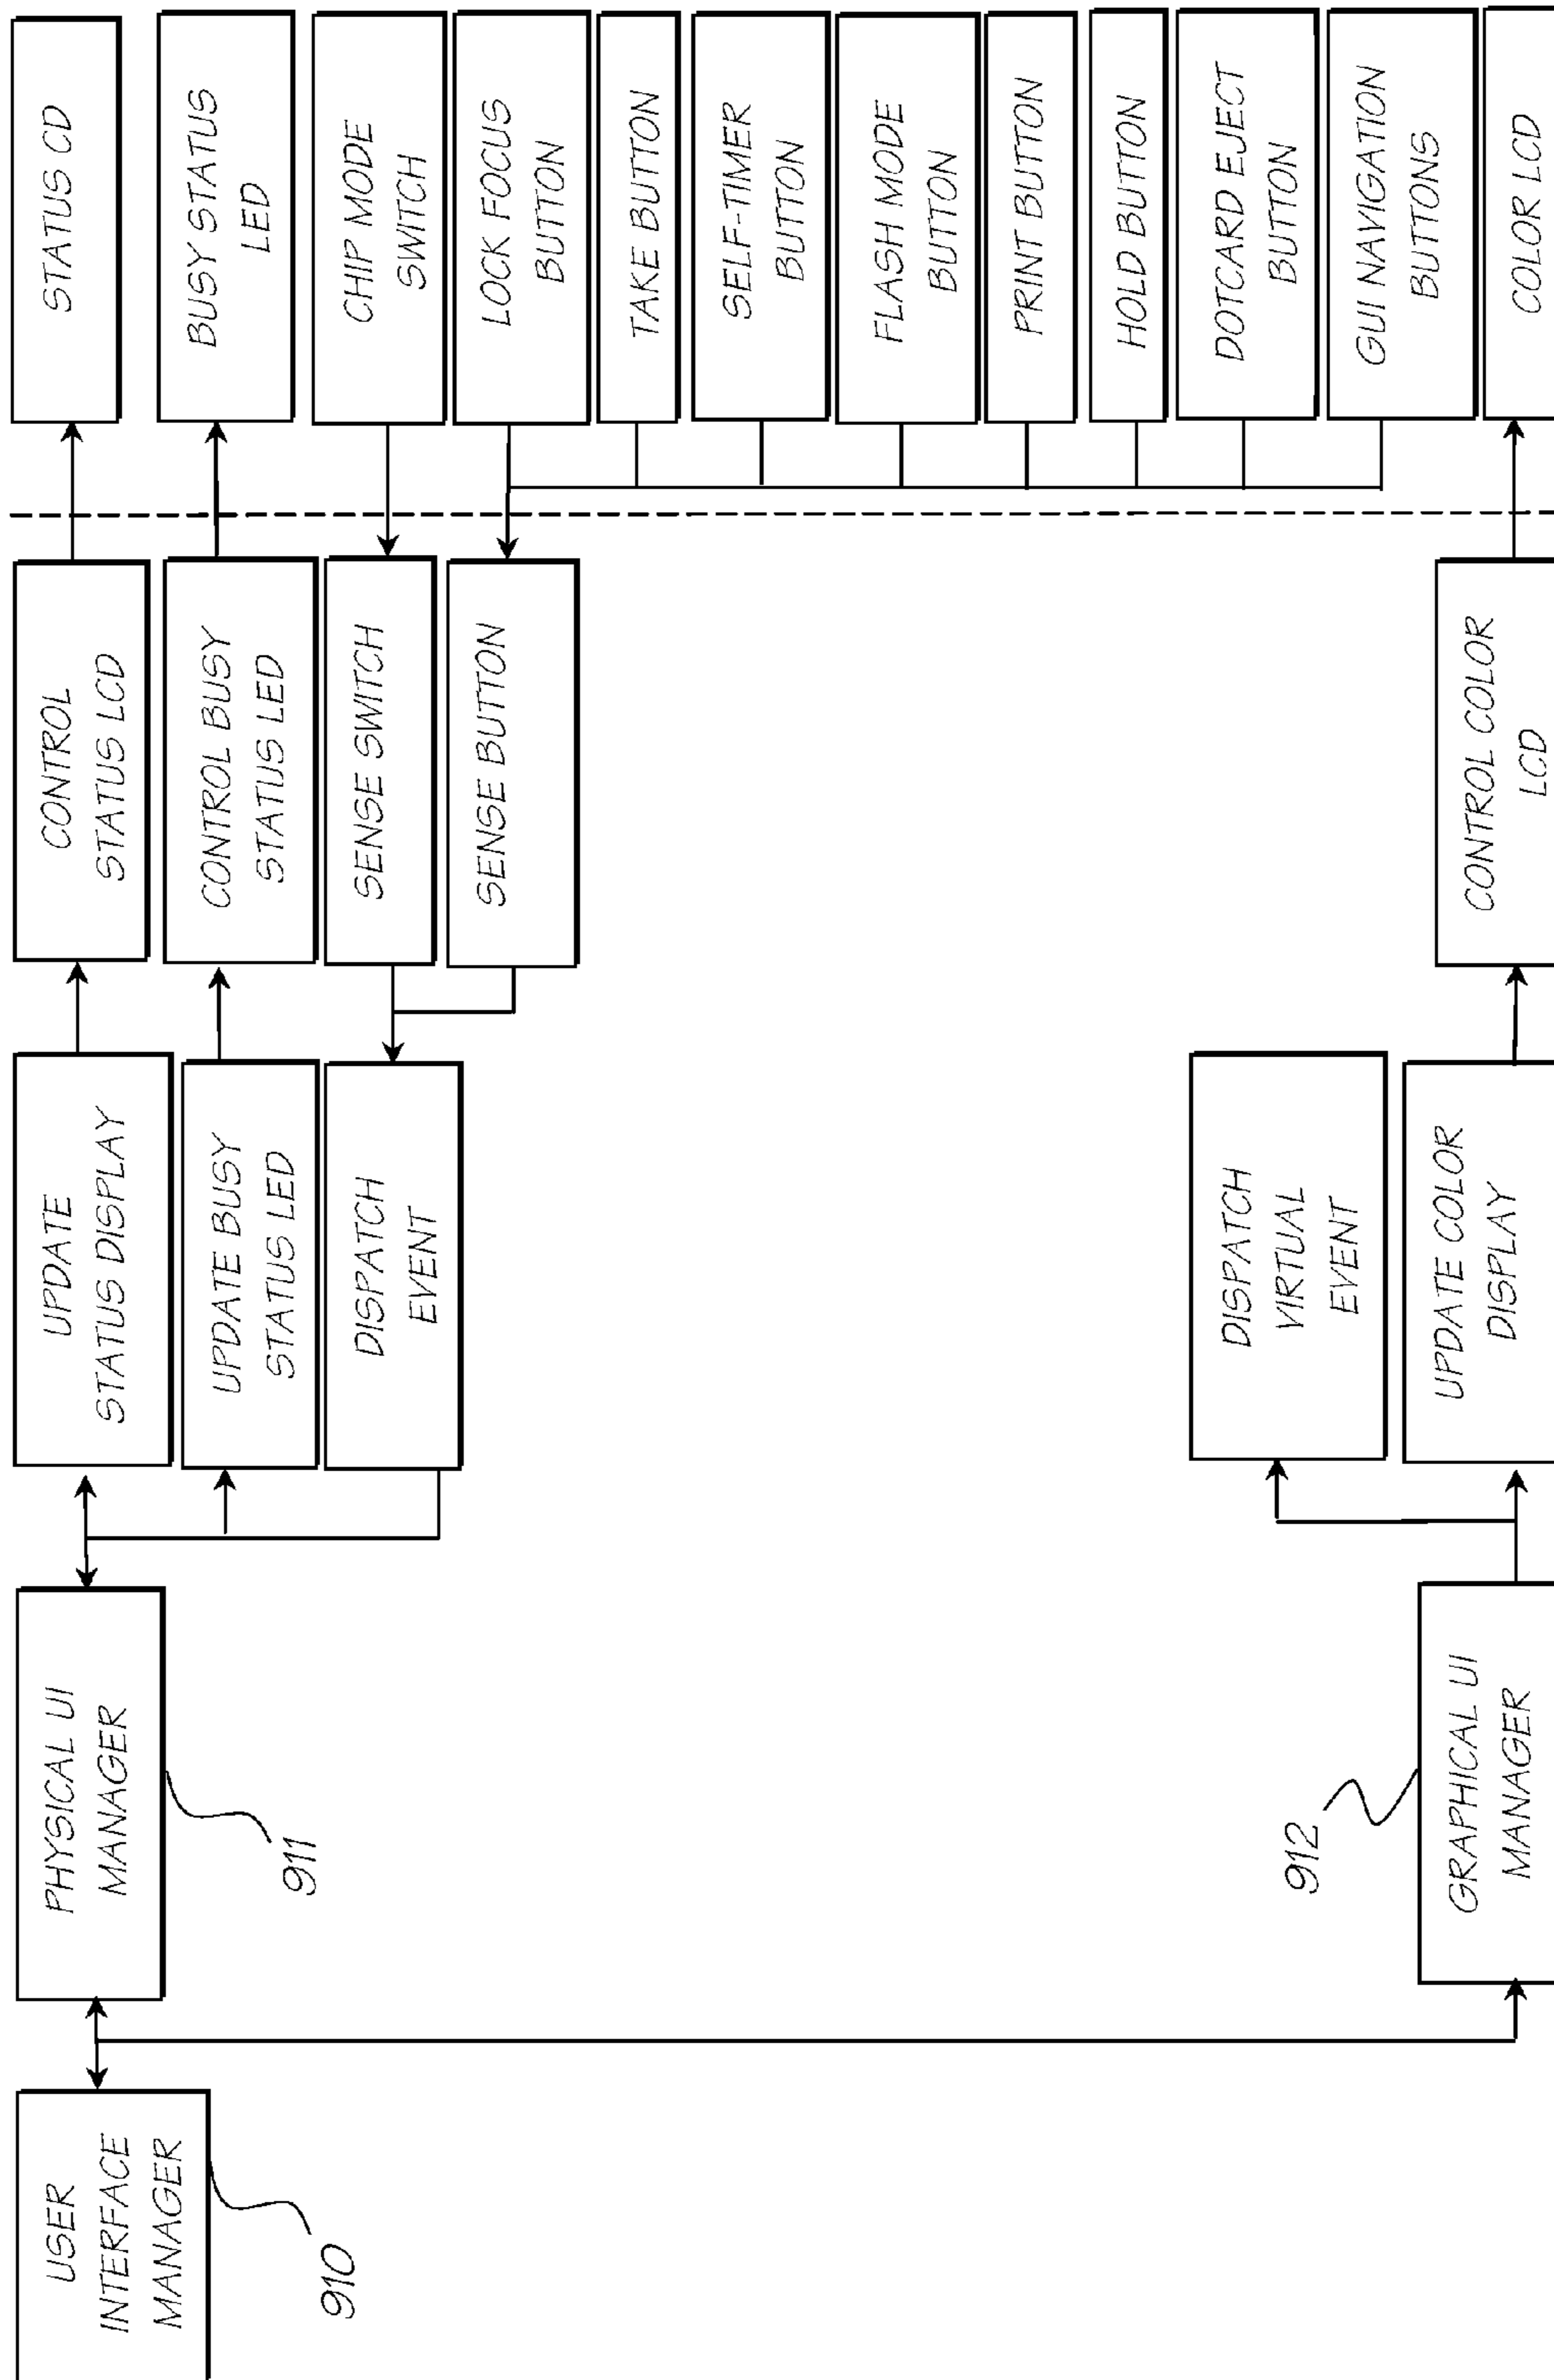 USER
INTERFACE
MANAGER
910
PHYSICAL UI
MANAGER
911
GRAPHICAL UI
MANAGER
912
UPDATE
STATUS DISPLAY
UPDATE BUSY
STATUS LED
DISPATCH
EVENT
DISPATCH
VIRTUAL
EVENT
UPDATE COLOR
DISPLAY
CONTROL
STATUS LCD
CONTROL BUSY
STATUS LED
SENSE SWITCH
SENSE BUTTON
CONTROL COLOR
LCD
STATUS CD
BUSY STATUS
LED
CHIP MODE
SWITCH
LOCK FOCUS
BUTTON
TAKE BUTTON
SELF-TIMER
BUTTON
FLASH MODE
BUTTON
PRINT BUTTON
HOLD BUTTON
DOTCARD EJECT
BUTTON
GUI NAVIGATION
BUTTONS
COLOR LCD